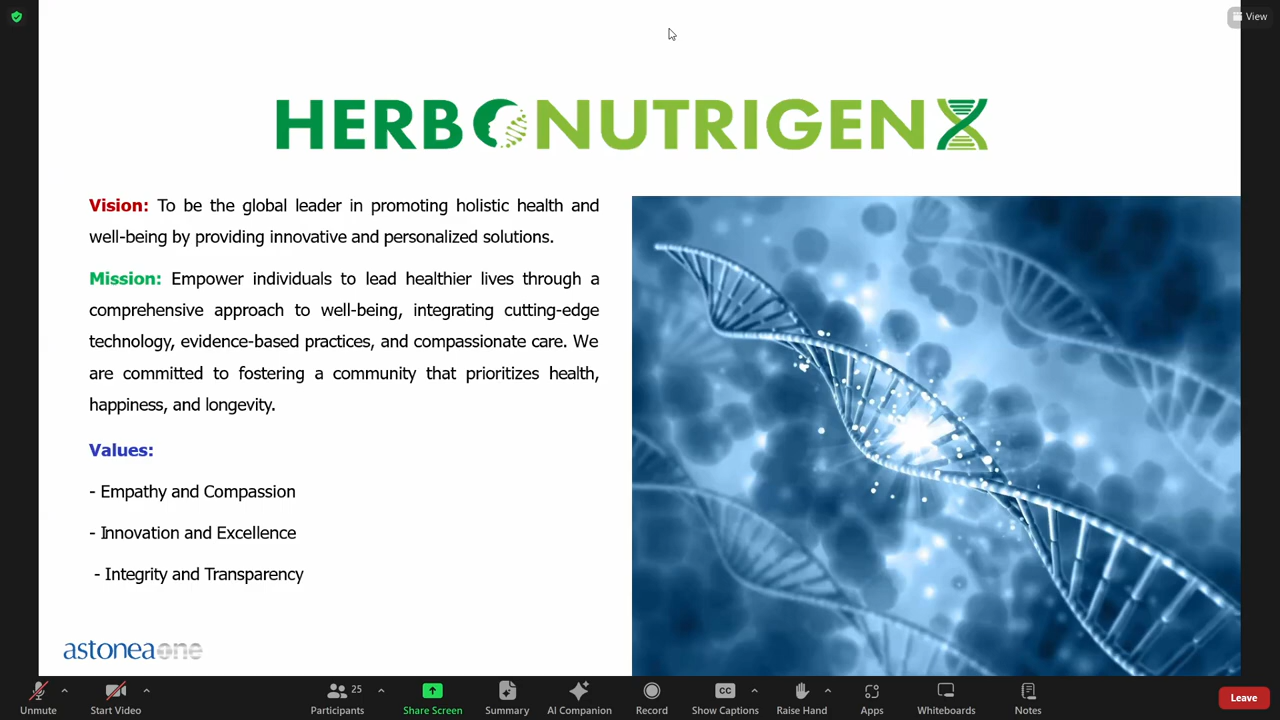 View
HERBONUTRIGENX
Vision: To be the global leader in promoting holistic health and
well-being by providing innovative and personalized solutions.
Mission: Empower individuals to lead healthier lives through a
comprehensive approach to well-being, integrating cutting-edge
technology, evidence-based practices, and compassionate care. We
are committed to fostering a community that prioritizes health,
happiness, and longevity.
Values:
- Empathy and Compassion
- Innovation and Excellence
- Integrity and Transparency
astoneaone
25
CC
Unmute Start Video Participants Share Screen Summary AI Companion Record Show Captions Raise Hand Apps Whiteboards Notes Leave